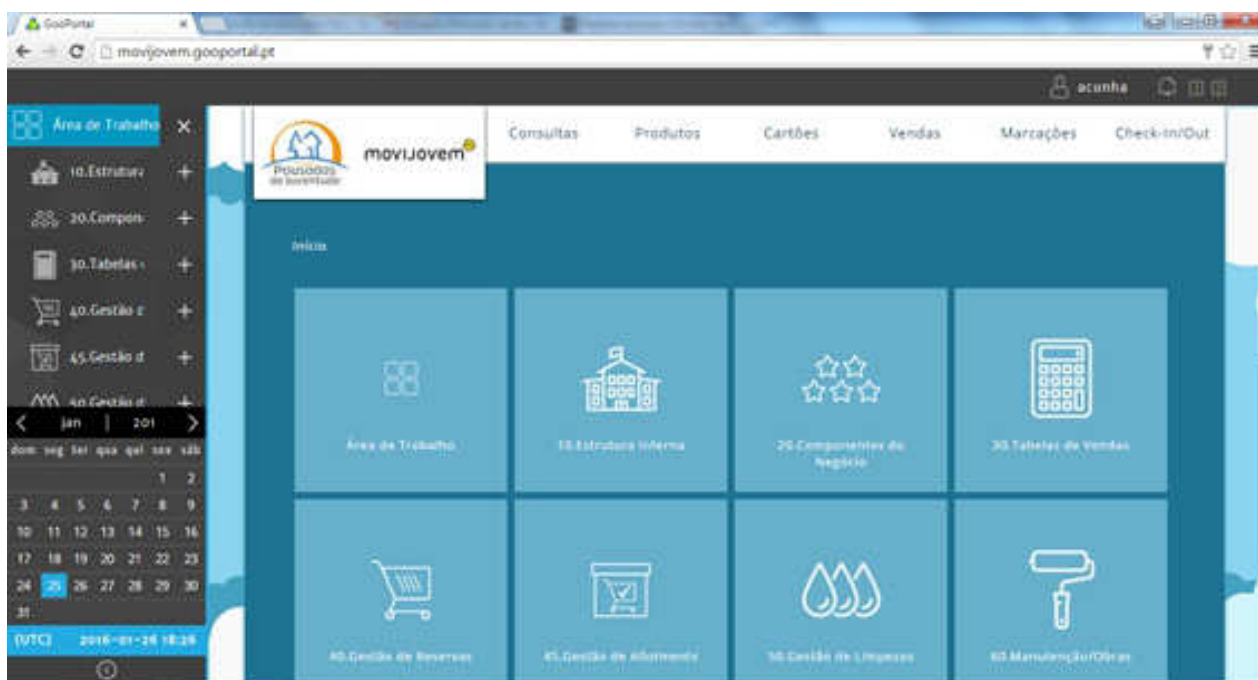 GooPortal
movijovem.gooportal.pt
acunha
Área de Trabalho
10.Estrutura
20.Compon
30.Tabelas
40.Gestão d
45.Gestão d
50.Gestão d
jan | 201
dom seg ter qua qui sex sáb
1 2
3 4 5 6 7 8 9
10 11 12 13 14 15 16
17 18 19 20 21 22 23
24 25 26 27 28 29 30
31
(UTC) 2016-01-26 18:26
Pousadas
de Juventude
movijovem
Consultas Produtos Cartões Vendas Marcações Check-In/Out
Início
Área de Trabalho
10.Estrutura Interna
20.Componentes do
Negócio
30.Tabelas de Vendas
40.Gestão de Reservas
45.Gestão de Allotments
50.Gestão de Limpezas
60.Manutenção/Obras